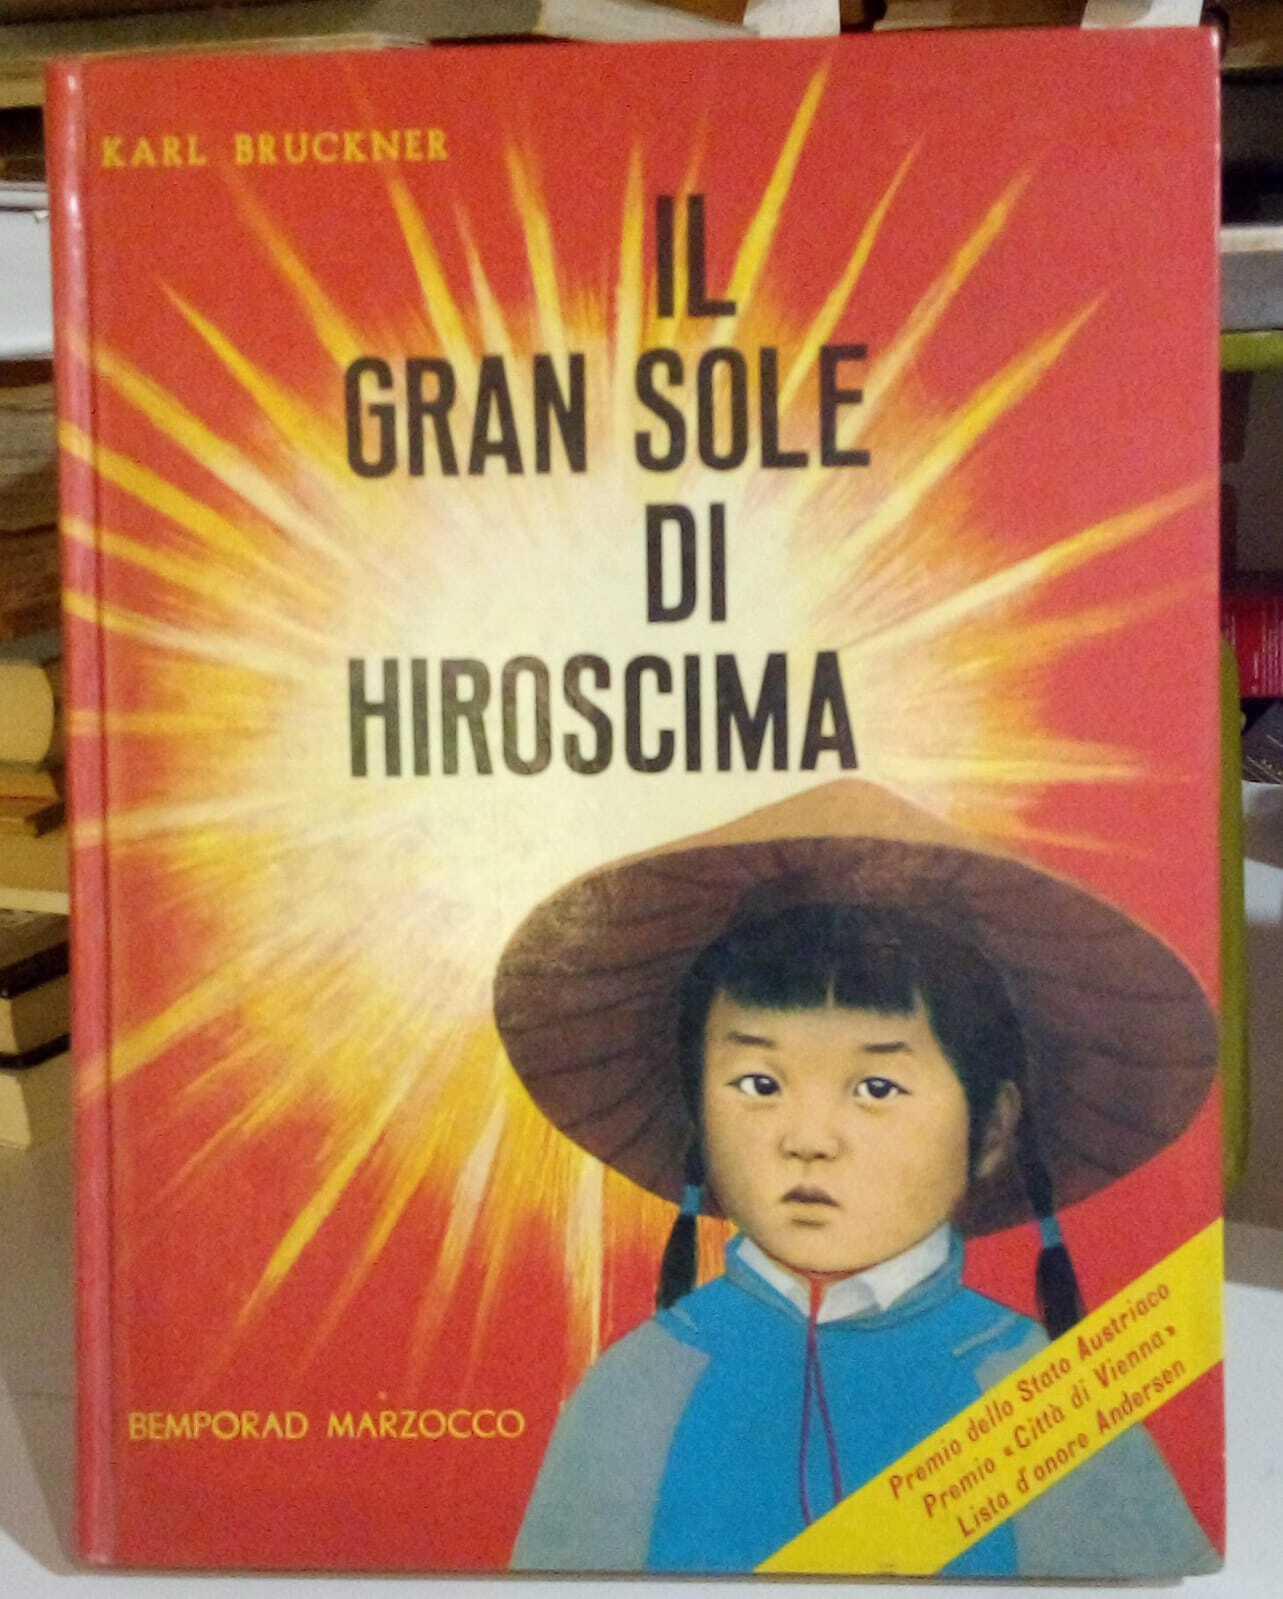 KARL BRUCKNER
IL
GRAN SOLE
DI
HIROSCIMA
BEMPORAD MARZOCCO
Premio dello Stato Austriaco
Premio «Città di Vienna»
Lista d'onore Andersen